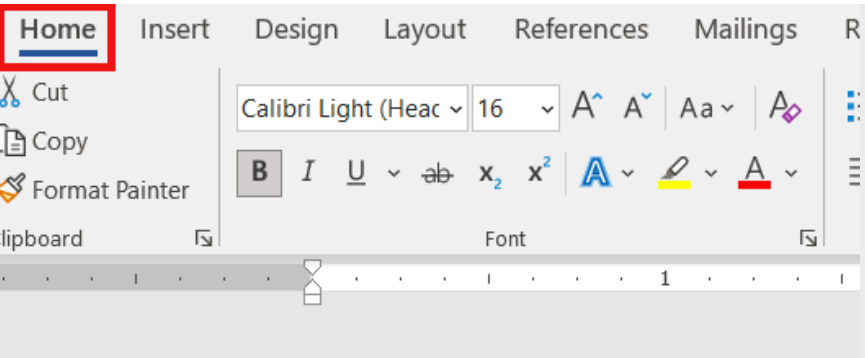 Home Insert Design Layout References Mailings R
Cut
Calibri Light (Heac 16 A A Aa A
Copy
B I U ab x2 x2 A A
Format Painter
lipboard Font
1